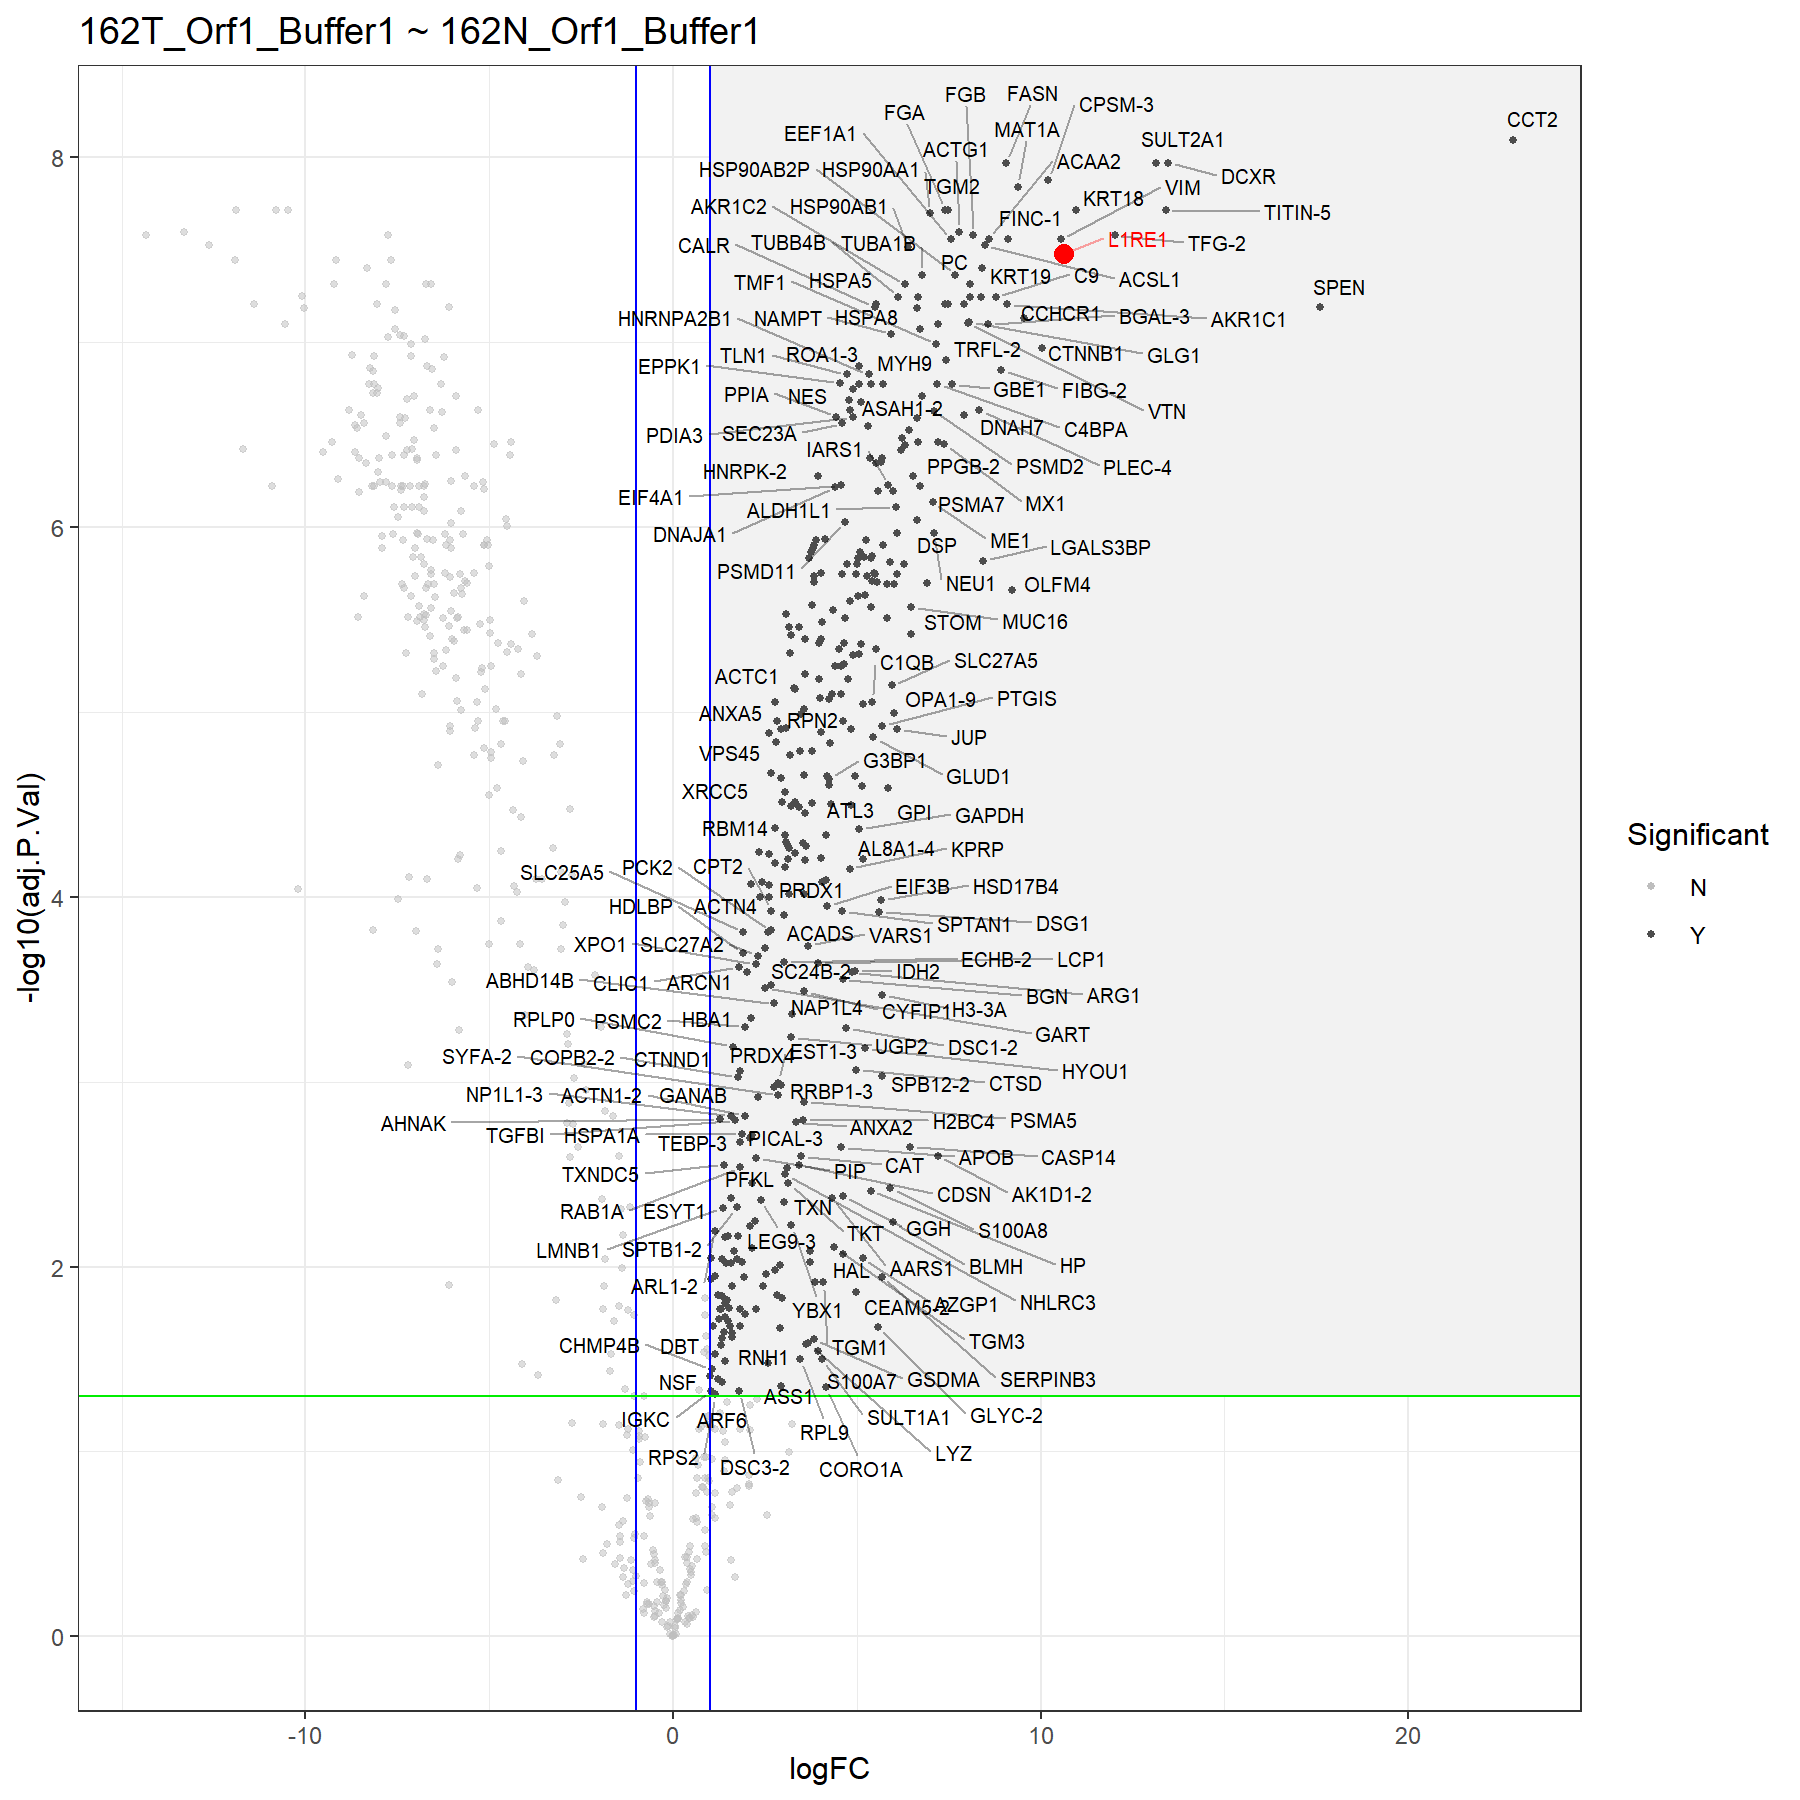 162T_Orf1_Buffer1 ~ 162N_Orf1_Buffer1
FGB FASN CPSM-3
FGA CCT2
EEF1A1 MAT1A SULT2A1
ACTG1 ACAA2
HSP90AB2P HSP90AA1 DCXR
TGM2 VIM
AKR1C2 HSP90AB1 KRT18 TITIN-5
FINC-1
CALR TUBB4B TUBA1B L1RE1 TFG-2
PC
TMF1 HSPA5 KRT19 C9 ACSL1
SPEN
HNRNPA2B1 NAMPT HSPA8 CCHCR1 BGAL-3 AKR1C1
TLN1 ROA1-3 TRFL-2 CTNNB1 GLG1
EPPK1 MYH9
PPIA NES GBE1 FIBG-2
ASAH1-2 VTN
PDIA3 SEC23A DNAH7 C4BPA
IARS1
HNRPK-2 PPGB-2 PSMD2 PLEC-4
EIF4A1
ALDH1L1 PSMA7 MX1
DNAJA1
DSP ME1 LGALS3BP
PSMD11 NEU1 OLFM4
STOM MUC16
C1QB SLC27A5
ACTC1
OPA1-9 PTGIS
ANXA5 RPN2
JUP
VPS45 G3BP1
GLUD1
XRCC5
ATL3 GPI GAPDH
RBM14
AL8A1-4 KPRP
SLC25A5 PCK2 CPT2
PRDX1 EIF3B HSD17B4
HDLBP ACTN4
SPTAN1 DSG1
XPO1 SLC27A2 ACADS VARS1
ECHB-2 LCP1
ABHD14B CLIC1 ARCN1 SC24B-2 IDH2
BGN ARG1
NAP1L4 CYFIP1 H3-3A
RPLP0 PSMC2 HBA1
GART
SYFA-2 COPB2-2 CTNND1 PRDX4 EST1-3 UGP2 DSC1-2
HYOU1
SPB12-2 CTSD
NP1L1-3 ACTN1-2 GANAB RRBP1-3
AHNAK H2BC4 PSMA5
TGFBI HSPA1A TEBP-3 PICAL-3 ANXA2
APOB CASP14
TXNDC5 PFKL PIP CAT
CDSN AK1D1-2
RAB1A ESYT1 TXN
TKT GGH S100A8
LMNB1 SPTB1-2 LEG9-3
HAL AARS1 BLMH HP
ARL1-2
YBX1 CEAM5-2 AZGP1 NHLRC3
CHMP4B DBT TGM1 TGM3
RNH1
NSF S100A7 GSDMA SERPINB3
ASS1
IGKC ARF6 SULT1A1 GLYC-2
RPL9
RPS2 DSC3-2 CORO1A LYZ
8
6
4
2
0
-log10(adj.P.Val)
-10 0 10 20
logFC
Significant
N
Y